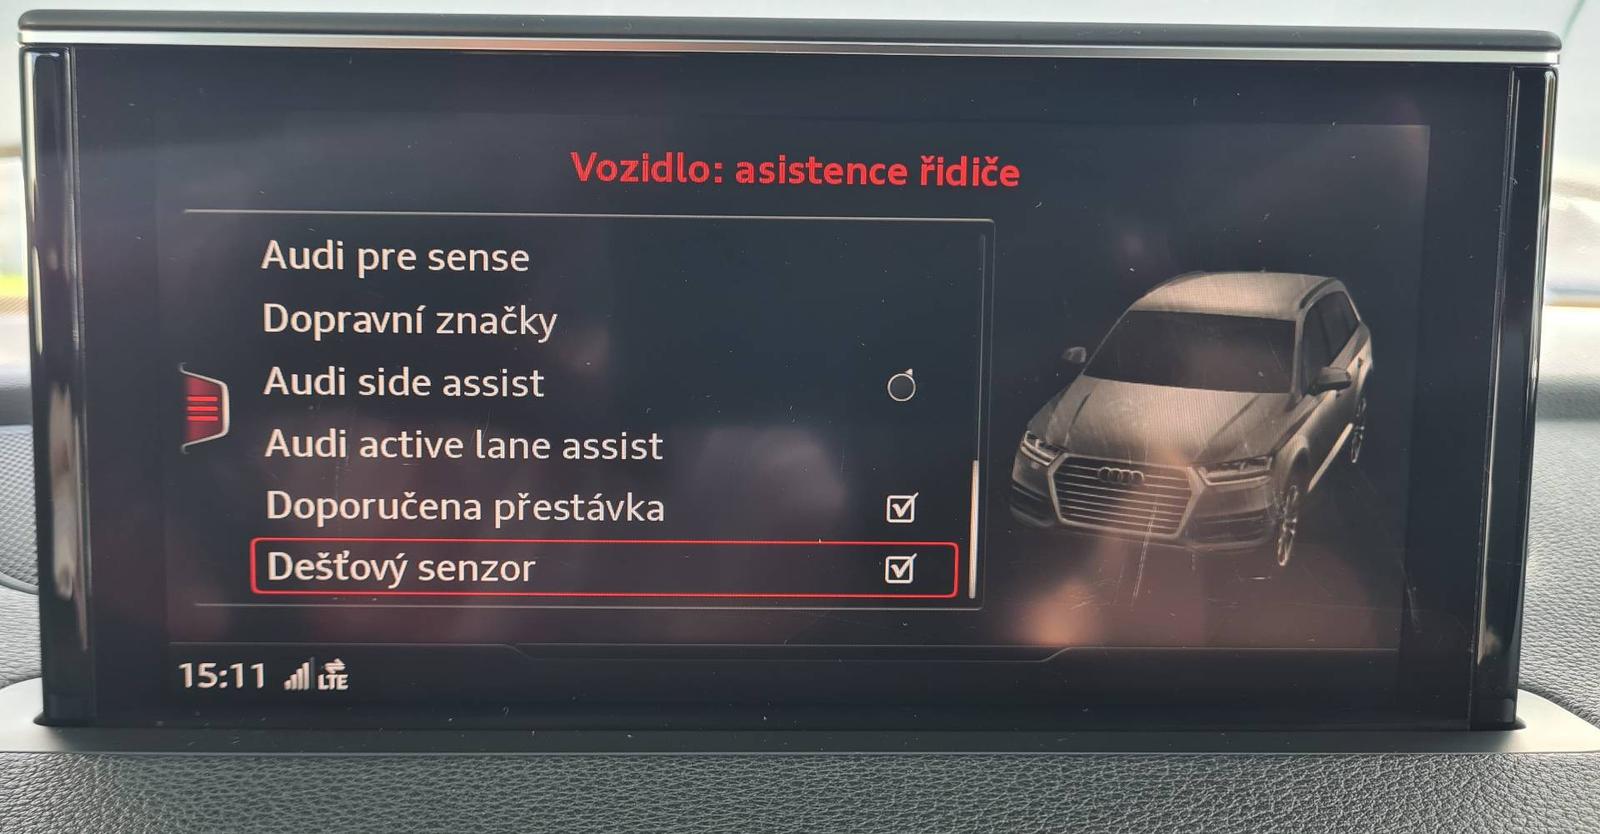 Vozidlo: asistence řidiče
Audi pre sense
Dopravní značky
Audi side assist
Audi active lane assist
Doporučena přestávka
Dešťový senzor
15:11 LTE